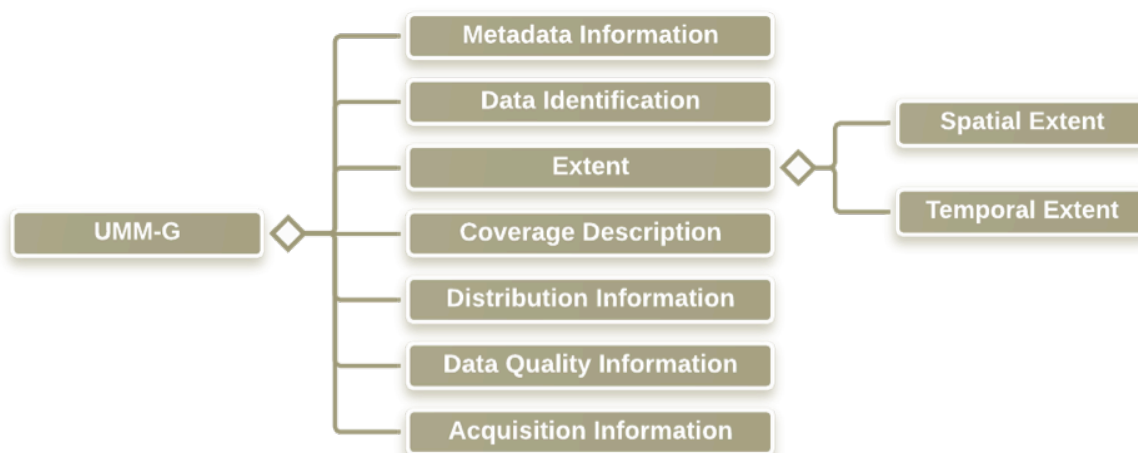 Metadata Information
Data Identification
Spatial Extent
Extent
Temporal Extent
UMM-G
Coverage Description
Distribution Information
Data Quality Information
Acquisition Information